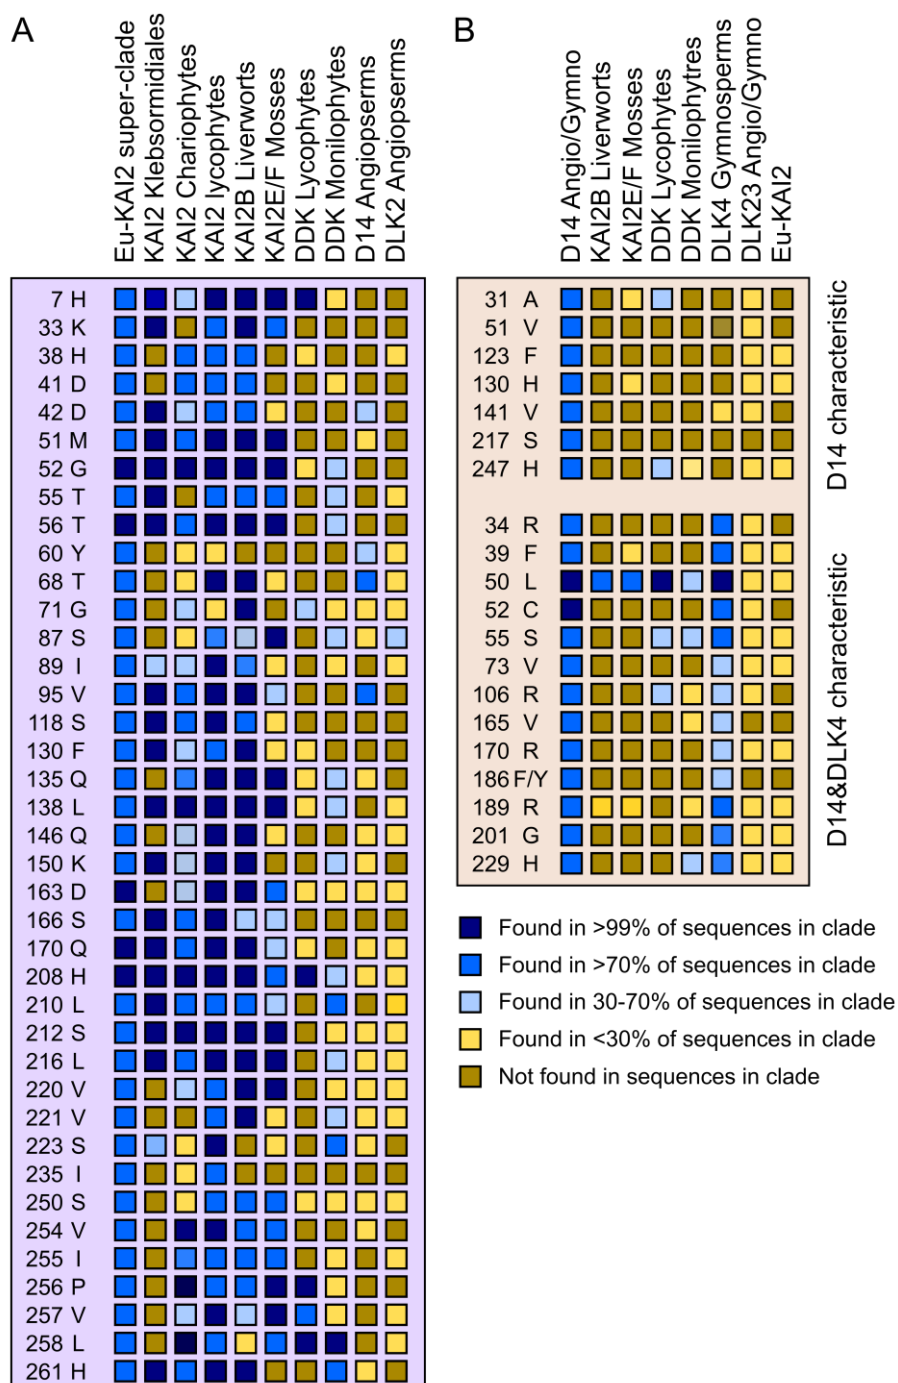 A
Eu-KAI2 super-clade
KAI2 Klebsormidiales
KAI2 Chariophytes
KAI2 lycophytes
KAI2B Liverworts
KAI2E/F Mosses
DDK Lycophytes
DDK Monilophytes
D14 Angiopserms
DLK2 Angiopserms
7 H
33 K
38 H
41 D
42 D
51 M
52 G
55 T
56 T
60 Y
68 T
71 G
87 S
89 I
95 V
118 S
130 F
135 Q
138 L
146 Q
150 K
163 D
166 S
170 Q
208 H
210 L
212 S
216 L
220 V
221 V
223 S
235 I
250 S
254 V
255 I
256 P
257 V
258 L
261 H
B
D14 Angio/Gymno
KAI2B Liverworts
KAI2E/F Mosses
DDK Lycophytes
DDK Monilophytres
DLK4 Gymnosperms
DLK23 Angio/Gymno
Eu-KAI2
31 A
51 V
123 F
130 H
141 V
217 S
247 H
D14 characteristic
34 R
39 F
50 L
52 C
55 S
73 V
106 R
165 V
170 R
186 F/Y
189 R
201 G
229 H
D14&DLK4 characteristic
Found in >99% of sequences in clade
Found in >70% of sequences in clade
Found in 30-70% of sequences in clade
Found in <30% of sequences in clade
Not found in sequences in clade